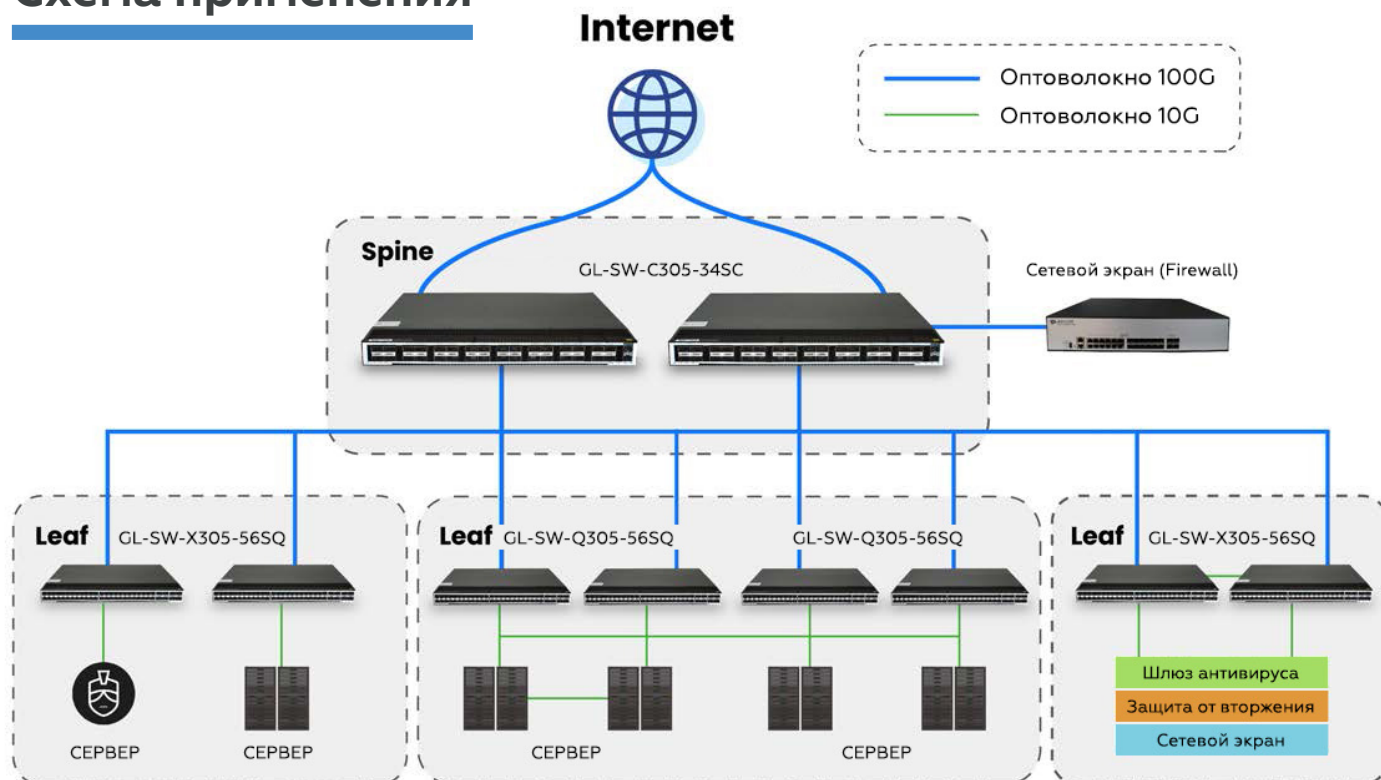 Схема применения
Internet
Оптоволокно 100G
Оптоволокно 10G
Spine
GL-SW-C305-34SC
Сетевой экран (Firewall)
Leaf
GL-SW-X305-56SQ
Leaf
GL-SW-Q305-56SQ
GL-SW-Q305-56SQ
Leaf
GL-SW-X305-56SQ
СЕРВЕР
СЕРВЕР
СЕРВЕР
СЕРВЕР
Шлюз антивируса
Защита от вторжения
Сетевой экран